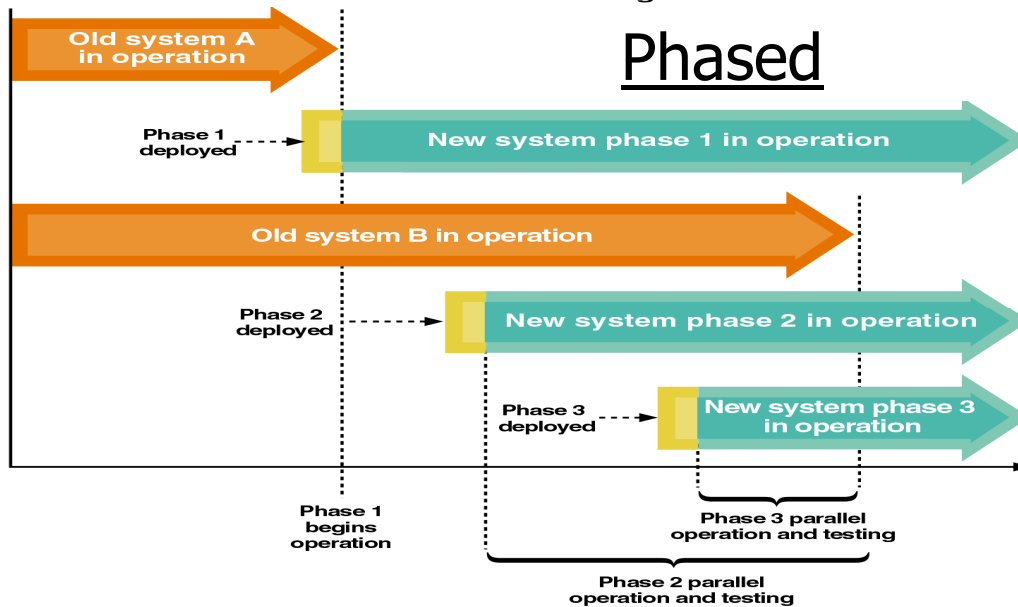 Phased
Old system A
in operation
Phase 1
deployed
New system phase 1 in operation
Old system B in operation
Phase 2
deployed
New system phase 2 in operation
Phase 3
deployed
New system phase 3
in operation
Phase 1
begins
operation
Phase 3 parallel
operation and testing
Phase 2 parallel
operation and testing